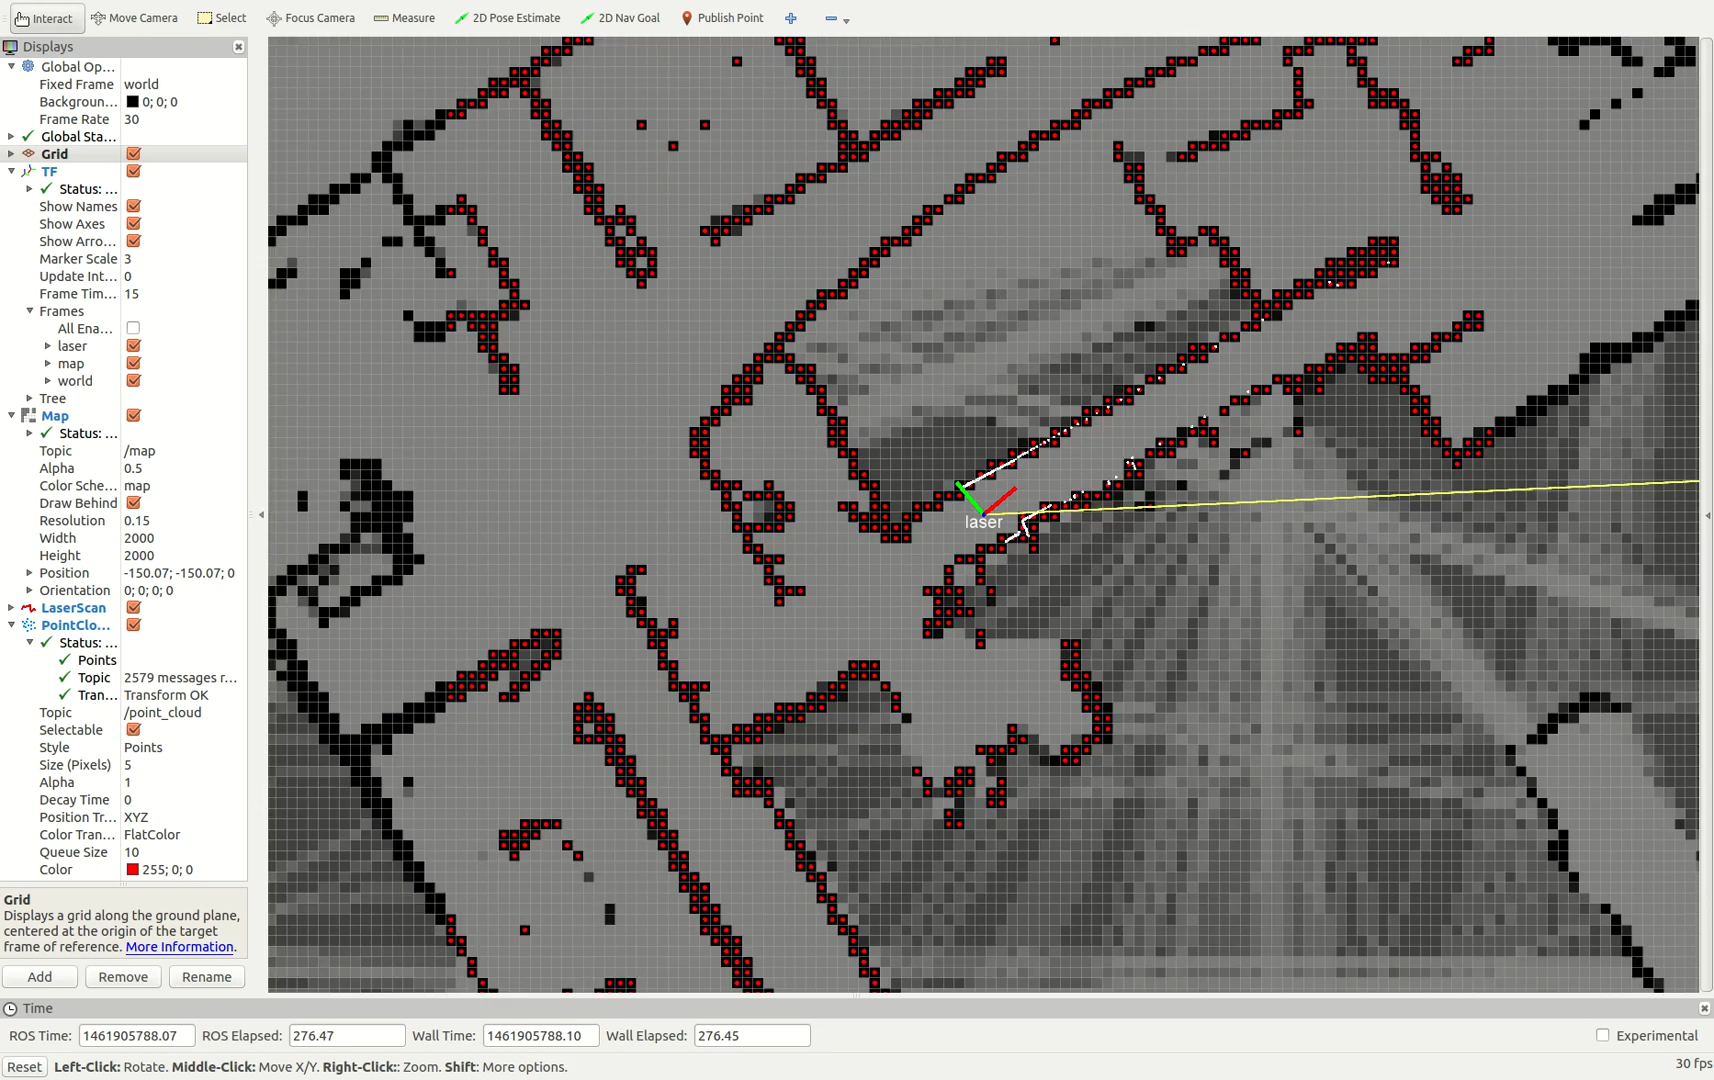 Interact Move Camera Select Focus Camera Measure 2D Pose Estimate 2D Nav Goal Publish Point
Displays
Global Op...
Fixed Frame world
Backgroun... 0; 0; 0
Frame Rate 30
Global Sta...
Grid
TF
Status: ...
Show Names
Show Axes
Show Arro...
Marker Scale 3
Update Int... 0
Frame Tim... 15
Frames
All Ena...
laser
map
world
Tree
Map
Status: ...
Topic /map
Alpha 0.5
Color Sche... map
Draw Behind
Resolution 0.15
Width 2000
Height 2000
Position -150.07; -150.07; 0
Orientation 0; 0; 0; 0
LaserScan
PointClo...
Status: ...
Points
Topic 2579 messages r...
Tran... Transform OK
Topic /point_cloud
Selectable
Style Points
Size (Pixels) 5
Alpha 1
Decay Time 0
Position Tr... XYZ
Color Tran... FlatColor
Queue Size 10
Color 255; 0; 0
Grid
Displays a grid along the ground plane,
centered at the origin of the target
frame of reference. More Information.
Add Remove Rename
laser
Time
ROS Time: 1461905788.07 ROS Elapsed: 276.47 Wall Time: 1461905788.10 Wall Elapsed: 276.45 Experimental
Reset Left-Click: Rotate. Middle-Click: Move X/Y. Right-Click:: Zoom. Shift: More options. 30 fps